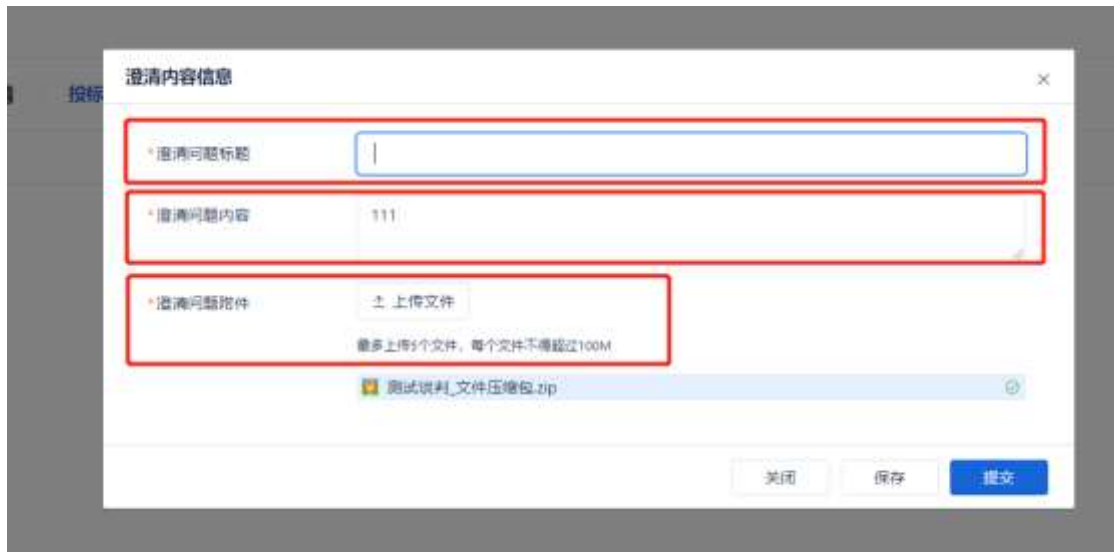 投标
澄清内容信息
×
*澄清问题标题
*澄清问题内容
111
*澄清问题附件
上传文件
最多上传5个文件，每个文件不得超过100M
测试谈判_文件压缩包.zip
关闭
保存
提交